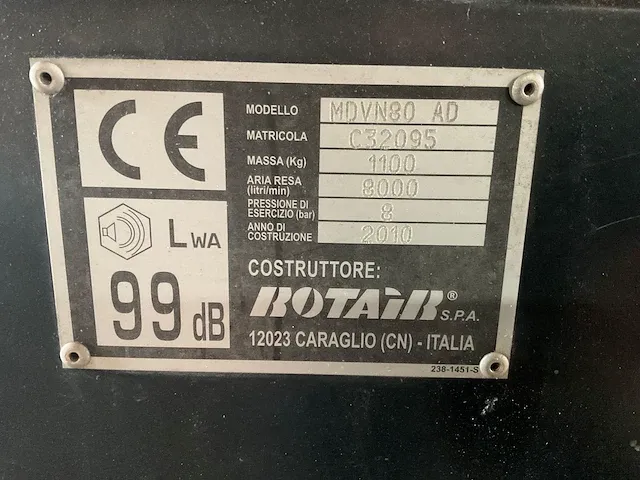 CE
MODELLO MDVN80 AD
MATRICOLA C32095
MASSA (Kg) 1100
ARIA RESA
(litri/min) 8000
PRESSIONE DI
ESERCIZIO (bar) 8
ANNO DI
COSTRUZIONE 2010
LWA
99 dB
COSTRUTTORE:
ROTAIR® S.P.A.
12023 CARAGLIO (CN) - ITALIA
238-1451-S